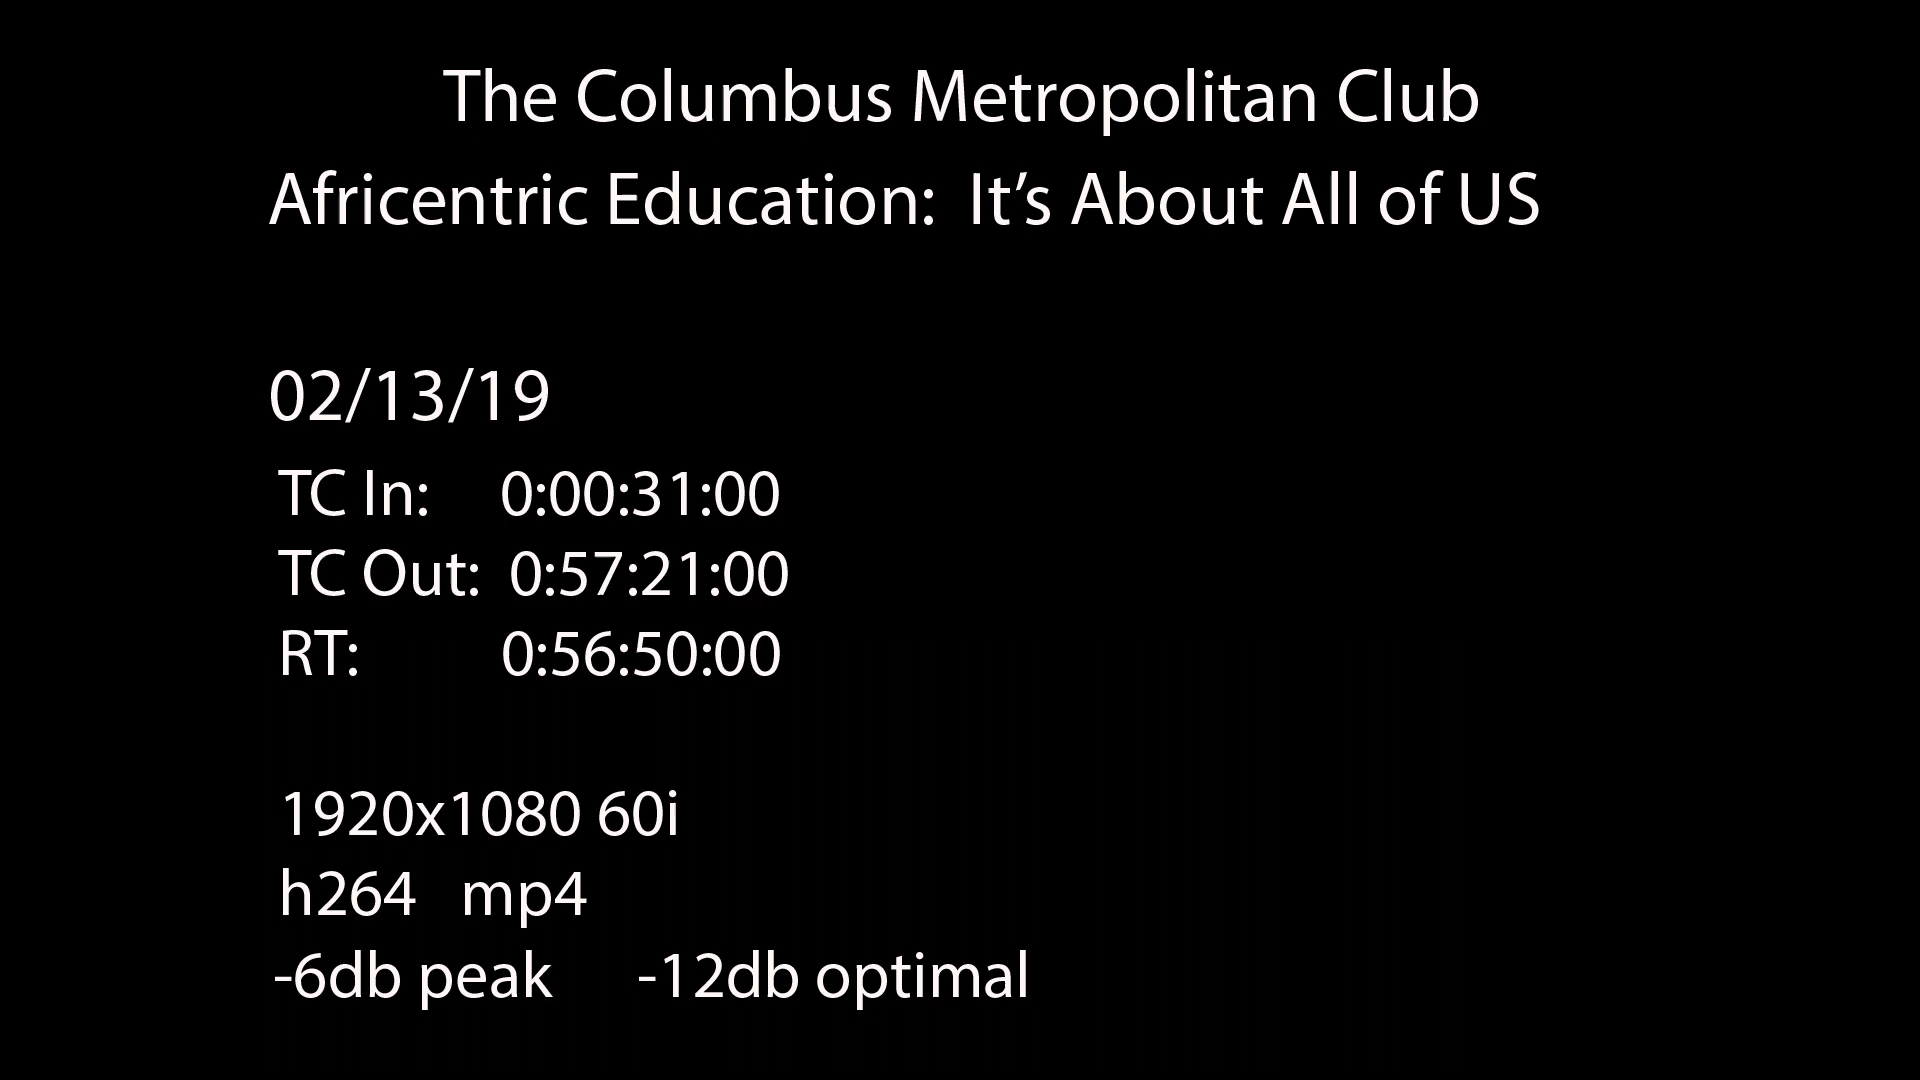 The Columbus Metropolitan Club
Africentric Education:  It’s About All of US
02/13/19
TC In:     0:00:31:00
TC Out:  0:57:21:00
RT:         0:56:50:00
1920x1080 60i
h264   mp4
-6db peak     -12db optimal